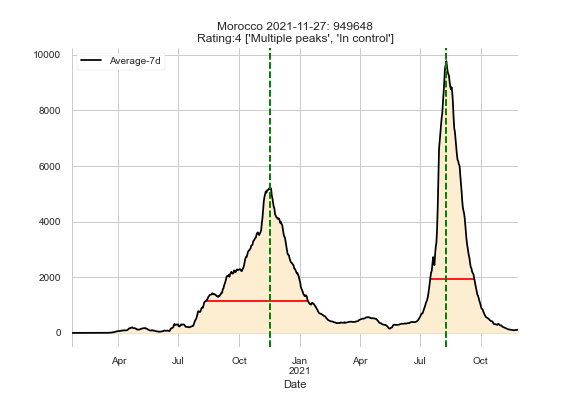 Morocco 2021-11-27: 949648
Rating:4 ['Multiple peaks', 'In control']
Average-7d
10000
8000
6000
4000
2000
0
Apr
Jul
Oct
Jan
2021
Apr
Jul
Oct
Date